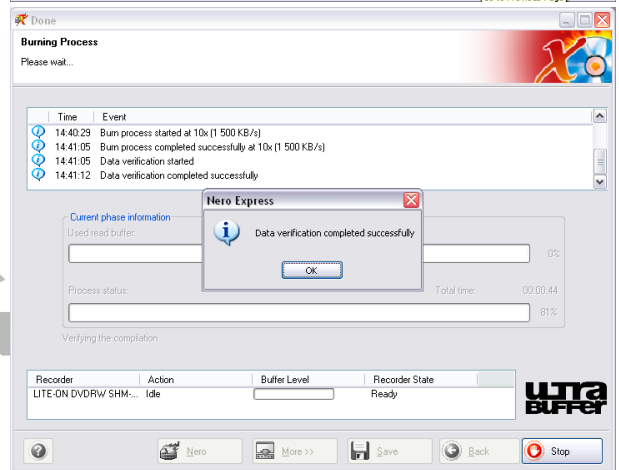 Done
Burning Process
Please wait...
Time Event
14:40:29 Burn process started at 10x (1 500 KB/s)
14:41:05 Burn process completed successfully at 10x (1 500 KB/s)
14:41:05 Data verification started
14:41:12 Data verification completed successfully
Nero Express
Data verification completed successfully
OK
Current phase information
Used read buffer:
0%
Process status: Total time: 00:00:44
81%
Verifying the compilation
Recorder Action Buffer Level Recorder State
LITE-ON DVDRW SHM-... Idle Ready
ULTRA
BUFFER
Nero More >> Save Back Stop